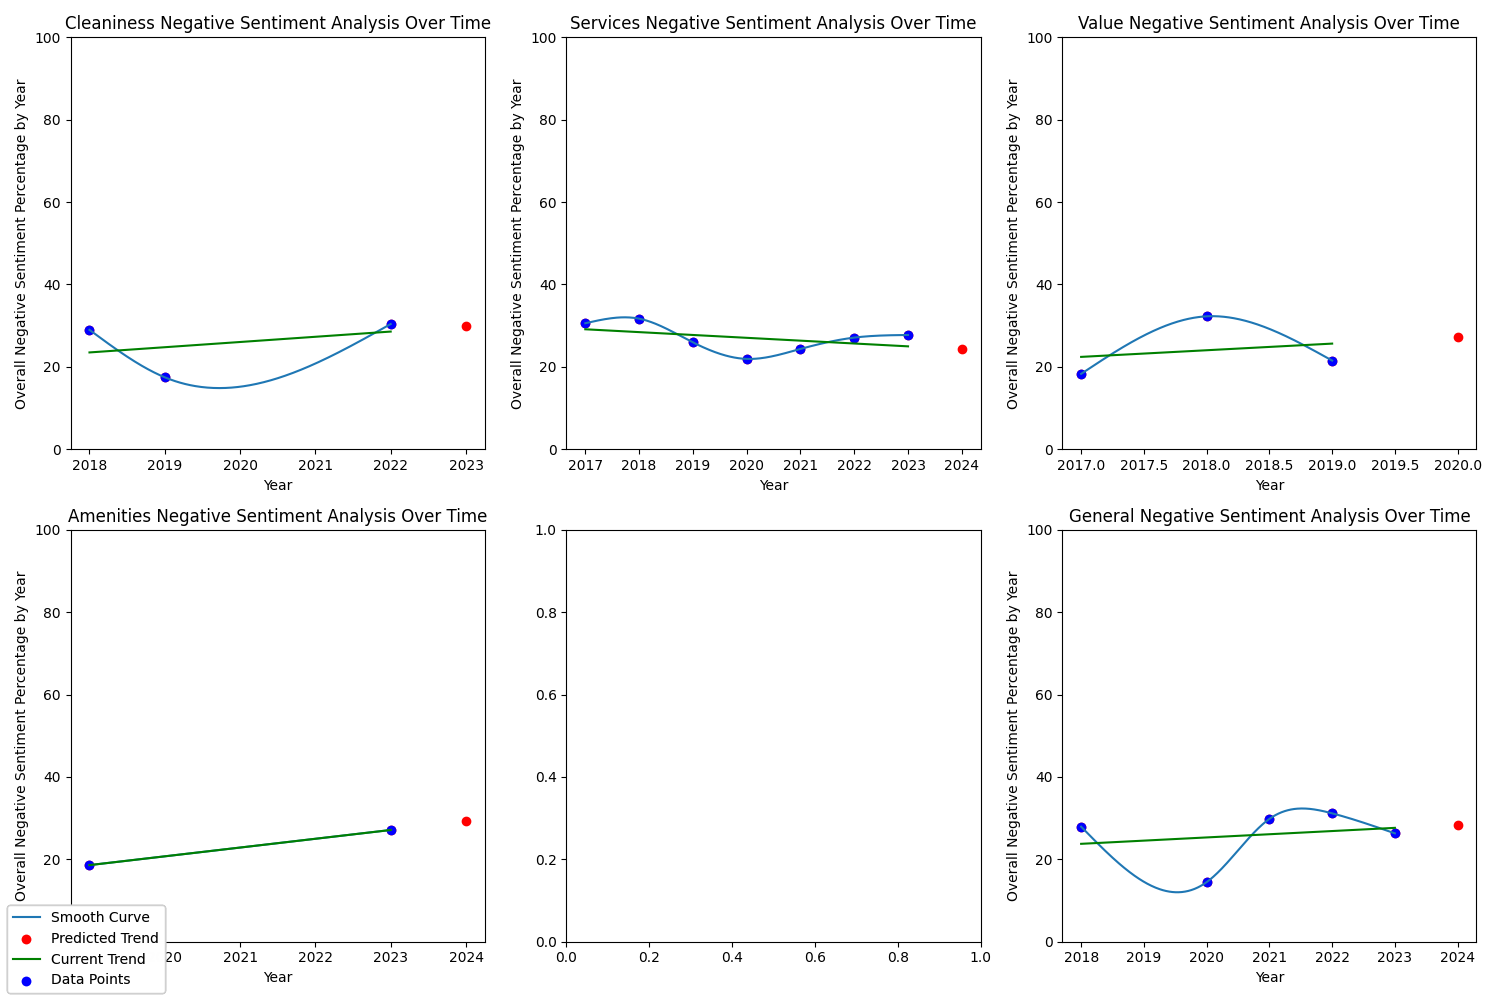 Cleaniness Negative Sentiment Analysis Over Time
Overall Negative Sentiment Percentage by Year
100
80
60
40
20
0
2018 2019 2020 2021 2022 2023
Year
Services Negative Sentiment Analysis Over Time
Overall Negative Sentiment Percentage by Year
100
80
60
40
20
0
2017 2018 2019 2020 2021 2022 2023 2024
Year
Value Negative Sentiment Analysis Over Time
Overall Negative Sentiment Percentage by Year
100
80
60
40
20
0
2017.0 2017.5 2018.0 2018.5 2019.0 2019.5 2020.0
Year
Amenities Negative Sentiment Analysis Over Time
Overall Negative Sentiment Percentage by Year
100
80
60
40
20
20 2021 2022 2023 2024
Year
Smooth Curve
Predicted Trend
Current Trend
Data Points
1.0
0.8
0.6
0.4
0.2
0.0
0.0 0.2 0.4 0.6 0.8 1.0
General Negative Sentiment Analysis Over Time
Overall Negative Sentiment Percentage by Year
100
80
60
40
20
0
2018 2019 2020 2021 2022 2023 2024
Year